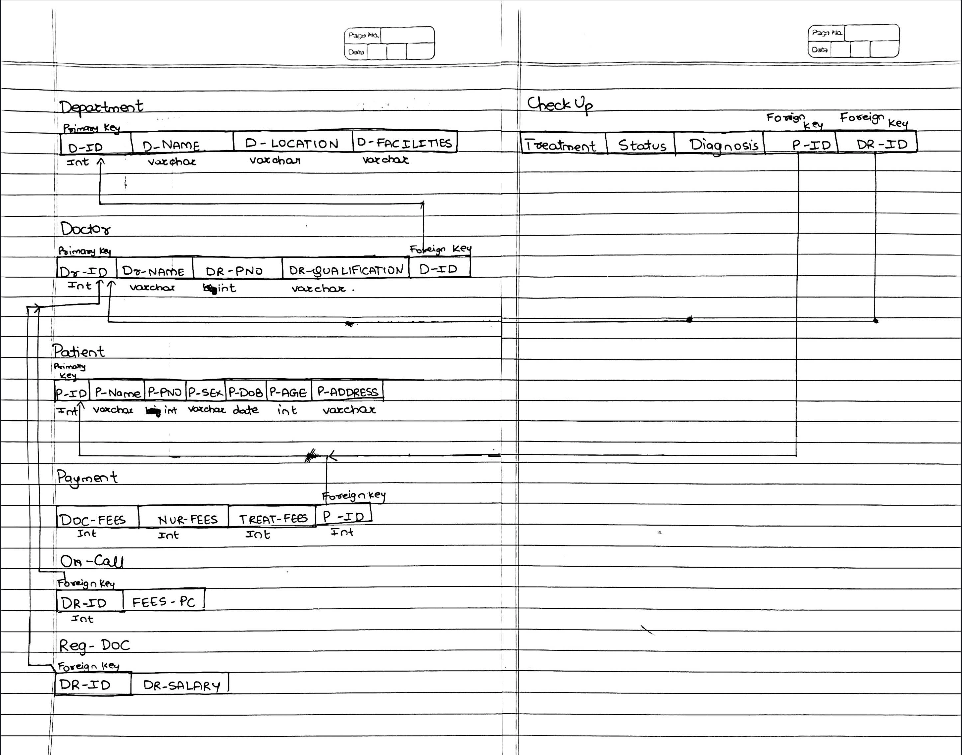 Page No.
Date
Department
Primary Key
D-ID D-NAME D-LOCATION D-FACILITIES
Int varchar varchar varchar
Doctor
Primary Key Foreign Key
Dr-ID Dr-NAME DR-PNO DR-QUALIFICATION D-ID
Int varchar int varchar.
Patient
Primary
Key
P-ID P-Name P-PNO P-SEX P-DOB P-AGE P-ADDRESS
Int varchar int varchar date int varchar
Payment
Foreign key
DOC-FEES NUR-FEES TREAT-FEES P-ID
Int Int Int Int
On-Call
Foreign Key
DR-ID FEES-PC
Int
Reg-DOC
Foreign Key
DR-ID DR-SALARY
Page No.
Date
Check Up
Foreign Key Foreign Key
Treatment Status Diagnosis P-ID DR-ID